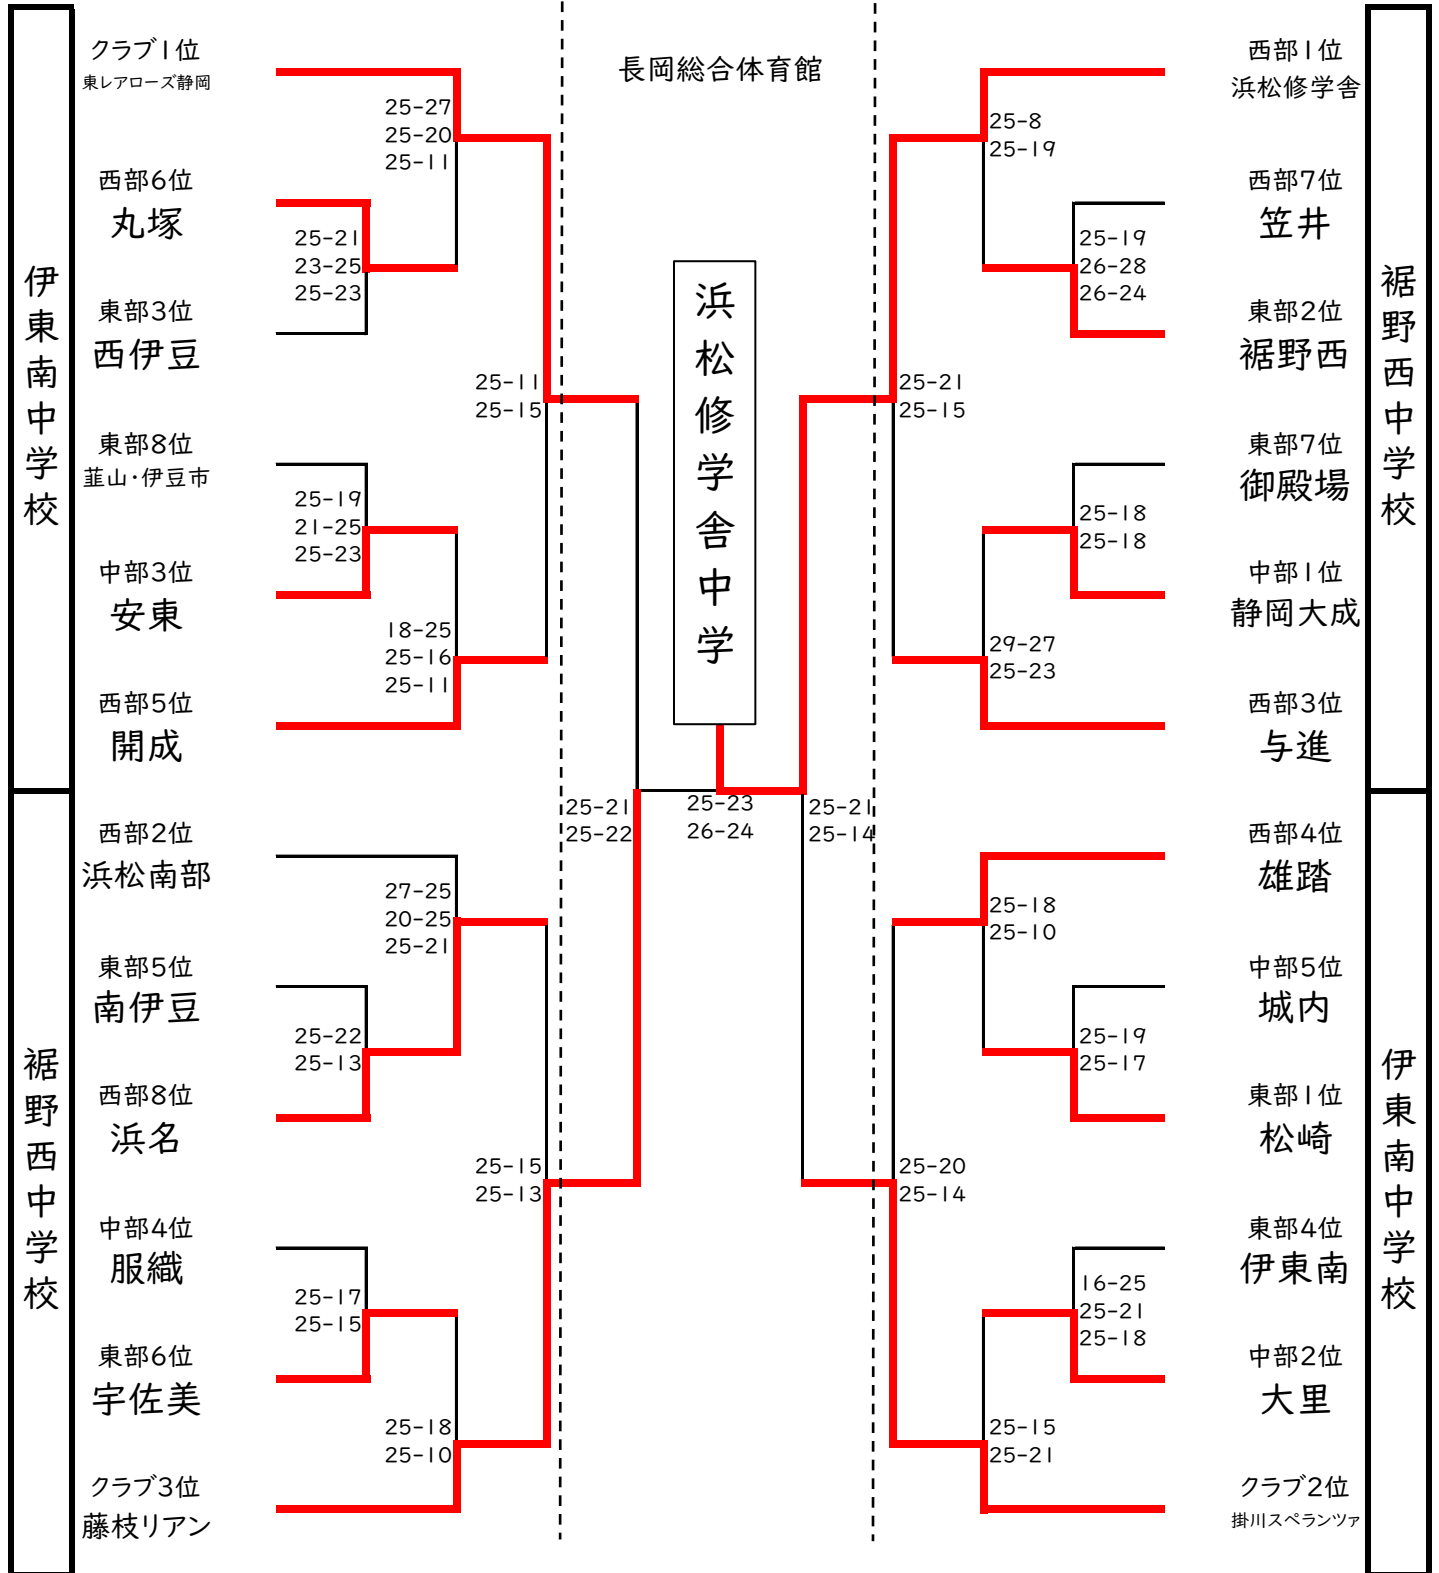 伊東南中学校
クラブ1位
東レアローズ静岡
25-27
25-20
25-11
西部6位
丸塚
25-21
23-25
25-23
東部3位
西伊豆
25-11
25-15
東部8位
韮山・伊豆市
25-19
21-25
25-23
中部3位
安東
18-25
25-16
25-11
西部5位
開成
裾野西中学校
西部2位
浜松南部
27-25
20-25
25-21
東部5位
南伊豆
25-22
25-13
西部8位
浜名
25-15
25-13
中部4位
服織
25-17
25-15
東部6位
宇佐美
25-18
25-10
クラブ3位
藤枝リアン
長岡総合体育館
浜松修学舎中学
25-21
25-22
25-23
26-24
25-21
25-14
裾野西中学校
西部1位
浜松修学舎
25-8
25-19
西部7位
笠井
25-19
26-28
26-24
東部2位
裾野西
25-21
25-15
東部7位
御殿場
25-18
25-18
中部1位
静岡大成
29-27
25-23
西部3位
与進
伊東南中学校
西部4位
雄踏
25-18
25-10
中部5位
城内
25-19
25-17
東部1位
松崎
25-20
25-14
東部4位
伊東南
16-25
25-21
25-18
中部2位
大里
25-15
25-21
クラブ2位
掛川スペランツァ